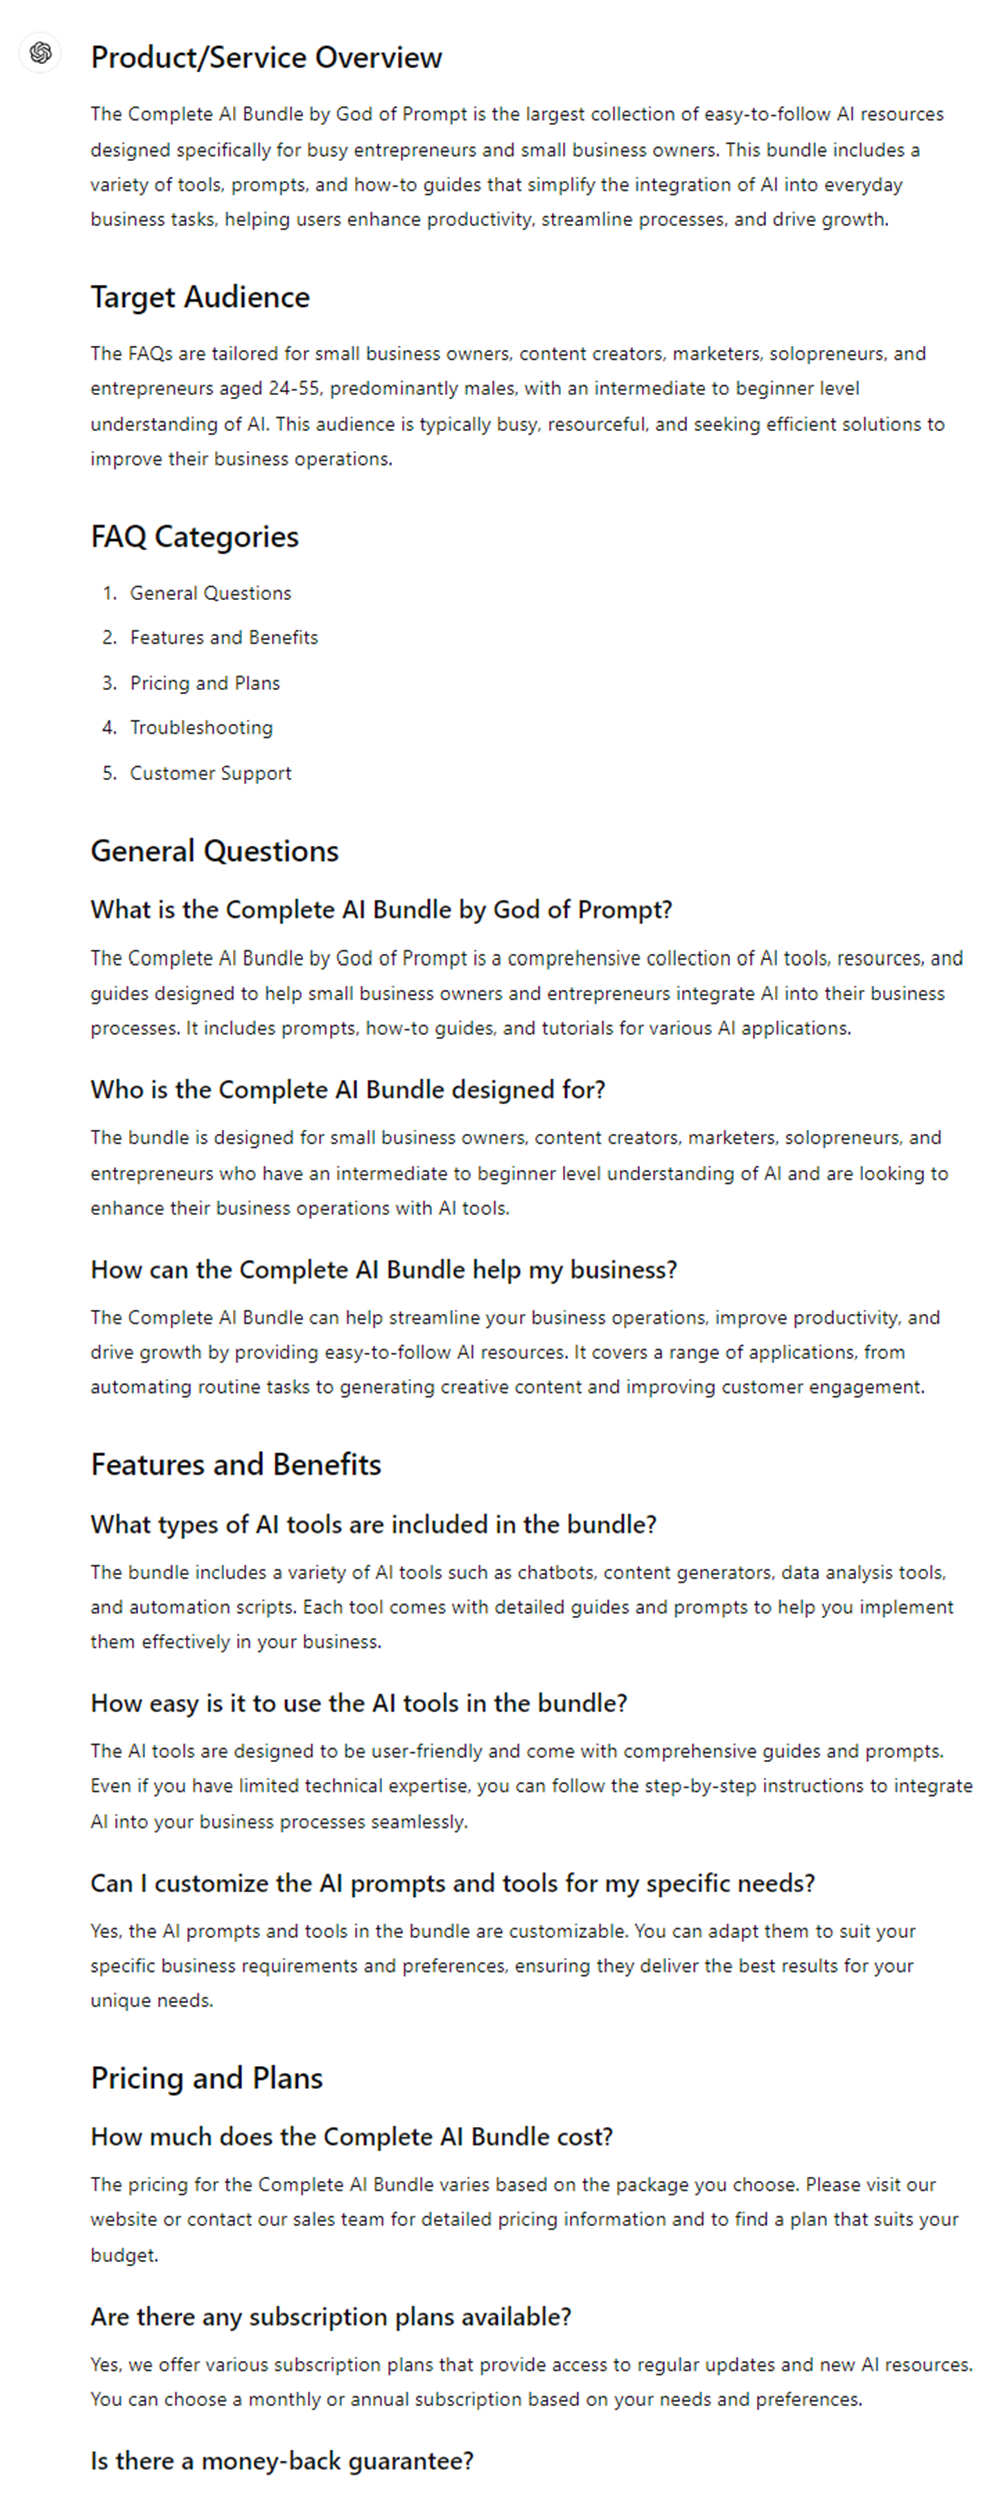 Product/Service Overview
The Complete AI Bundle by God of Prompt is the largest collection of easy-to-follow AI resources
designed specifically for busy entrepreneurs and small business owners. This bundle includes a
variety of tools, prompts, and how-to guides that simplify the integration of AI into everyday
business tasks, helping users enhance productivity, streamline processes, and drive growth.
Target Audience
The FAQs are tailored for small business owners, content creators, marketers, solopreneurs, and
entrepreneurs aged 24-55, predominantly males, with an intermediate to beginner level
understanding of AI. This audience is typically busy, resourceful, and seeking efficient solutions to
improve their business operations.
FAQ Categories
1. General Questions
2. Features and Benefits
3. Pricing and Plans
4. Troubleshooting
5. Customer Support
General Questions
What is the Complete AI Bundle by God of Prompt?
The Complete AI Bundle by God of Prompt is a comprehensive collection of AI tools, resources, and
guides designed to help small business owners and entrepreneurs integrate AI into their business
processes. It includes prompts, how-to guides, and tutorials for various AI applications.
Who is the Complete AI Bundle designed for?
The bundle is designed for small business owners, content creators, marketers, solopreneurs, and
entrepreneurs who have an intermediate to beginner level understanding of AI and are looking to
enhance their business operations with AI tools.
How can the Complete AI Bundle help my business?
The Complete AI Bundle can help streamline your business operations, improve productivity, and
drive growth by providing easy-to-follow AI resources. It covers a range of applications, from
automating routine tasks to generating creative content and improving customer engagement.
Features and Benefits
What types of AI tools are included in the bundle?
The bundle includes a variety of AI tools such as chatbots, content generators, data analysis tools,
and automation scripts. Each tool comes with detailed guides and prompts to help you implement
them effectively in your business.
How easy is it to use the AI tools in the bundle?
The AI tools are designed to be user-friendly and come with comprehensive guides and prompts.
Even if you have limited technical expertise, you can follow the step-by-step instructions to integrate
AI into your business processes seamlessly.
Can I customize the AI prompts and tools for my specific needs?
Yes, the AI prompts and tools in the bundle are customizable. You can adapt them to suit your
specific business requirements and preferences, ensuring they deliver the best results for your
unique needs.
Pricing and Plans
How much does the Complete AI Bundle cost?
The pricing for the Complete AI Bundle varies based on the package you choose. Please visit our
website or contact our sales team for detailed pricing information and to find a plan that suits your
budget.
Are there any subscription plans available?
Yes, we offer various subscription plans that provide access to regular updates and new AI resources.
You can choose a monthly or annual subscription based on your needs and preferences.
Is there a money-back guarantee?